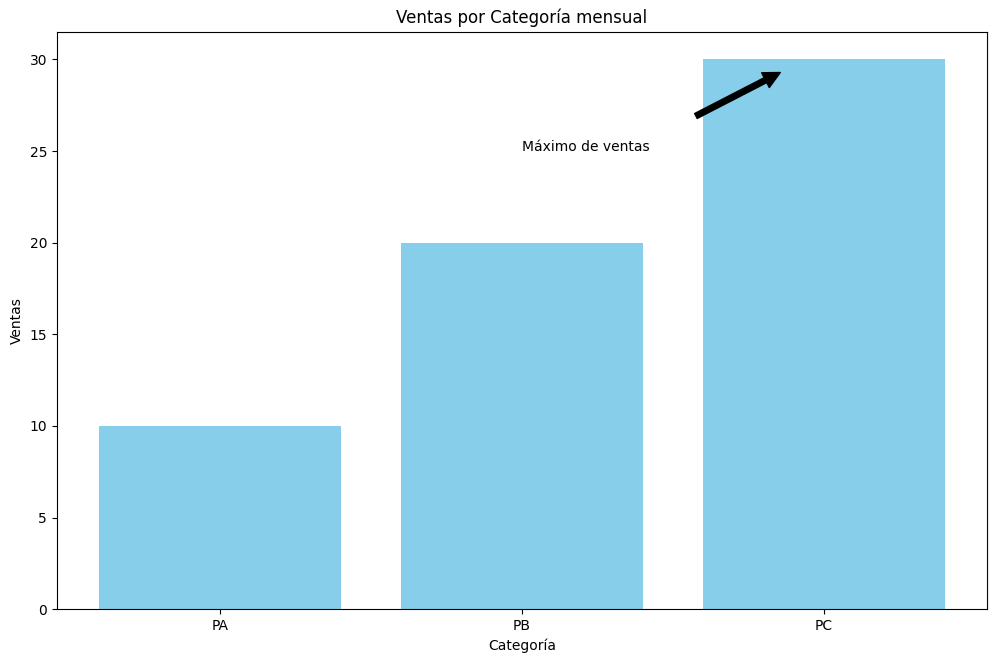 Ventas por Categoría mensual
30
25
20
15
10
5
0
Ventas
Máximo de ventas
PA
PB
PC
Categoría